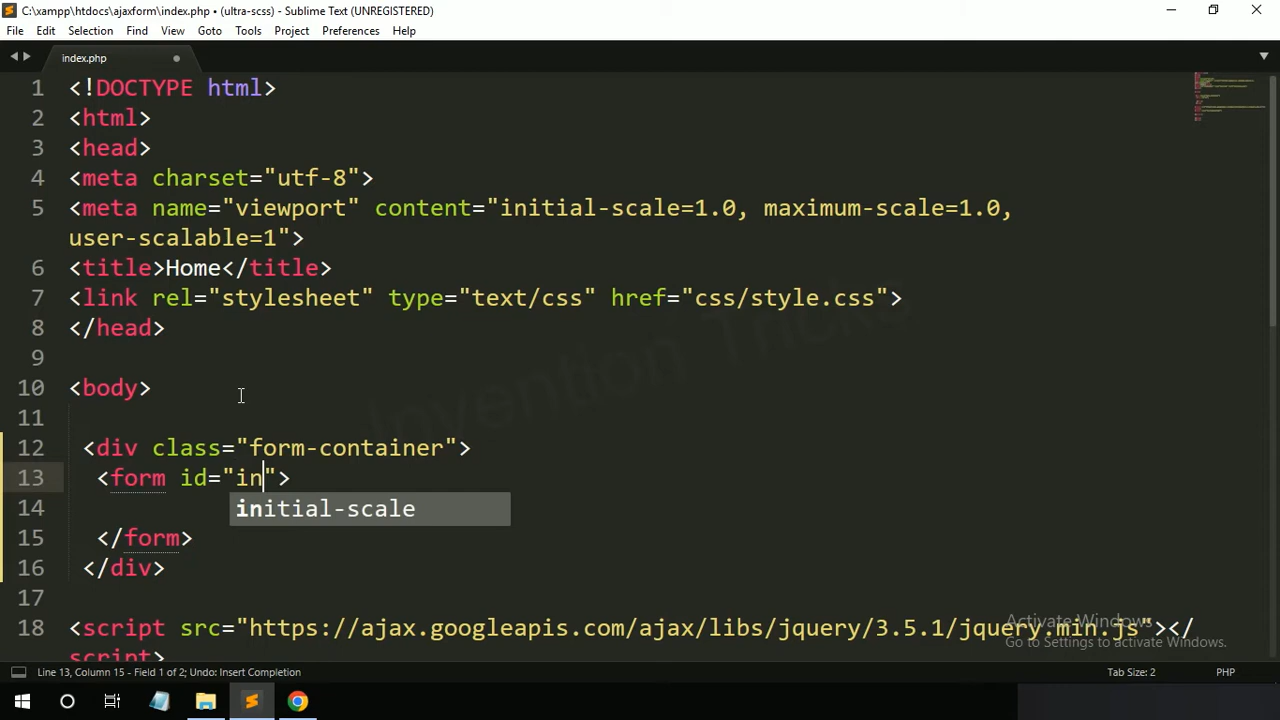 C:\xampp\htdocs\ajaxform\index.php • (ultra-scss) - Sublime Text (UNREGISTERED)
File Edit Selection Find View Goto Tools Project Preferences Help
index.php
1 <!DOCTYPE html>
2 <html>
3 <head>
4 <meta charset="utf-8">
5 <meta name="viewport" content="initial-scale=1.0, maximum-scale=1.0,
user-scalable=1">
6 <title>Home</title>
7 <link rel="stylesheet" type="text/css" href="css/style.css">
8 </head>
9
10 <body>
11
12 <div class="form-container">
13 <form id="in">
initial-scale
14
15 </form>
16 </div>
17
18 <script src="https://ajax.googleapis.com/ajax/libs/jquery/3.5.1/jquery.min.js"></
script>
Invention Tricks
Activate Windows
Go to Settings to activate Windows.
Line 13, Column 15 - Field 1 of 2; Undo: Insert Completion Tab Size: 2 PHP